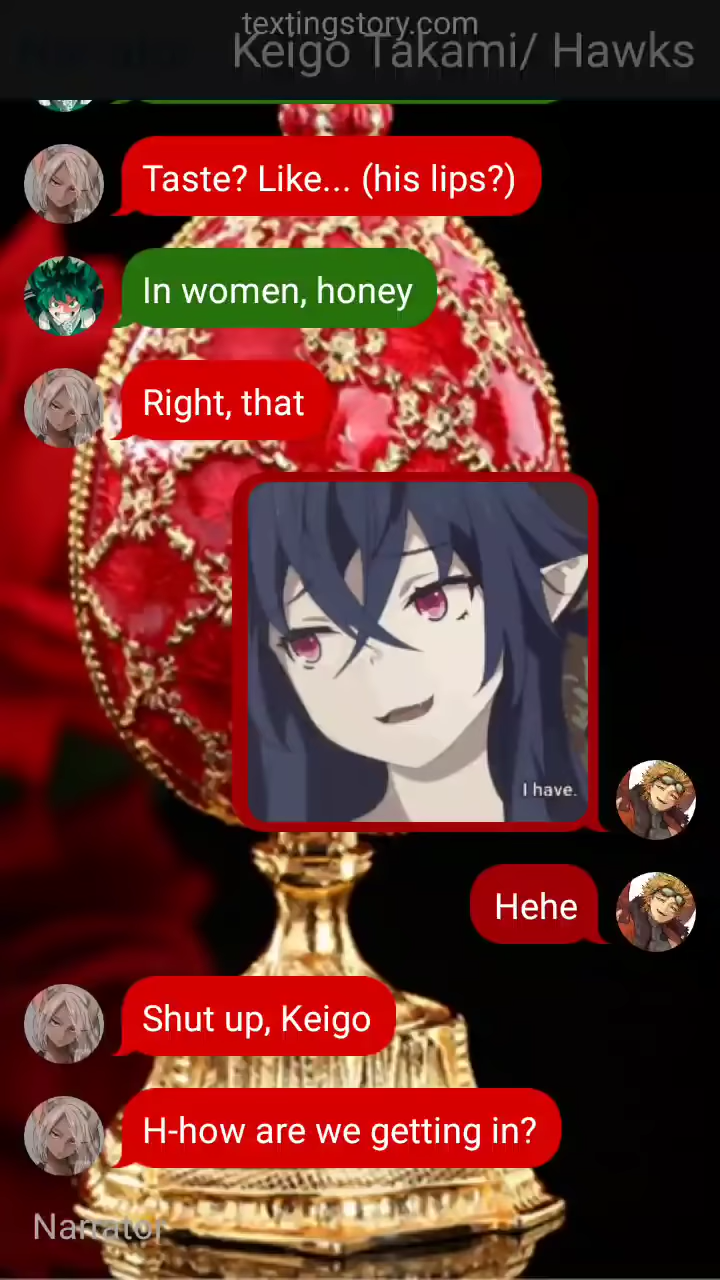 textingstory.com
Keigo Takami/ Hawks
Taste? Like... (his lips?)
In women, honey
Right, that
I have.
Hehe
Shut up, Keigo
H-how are we getting in?
Narrator